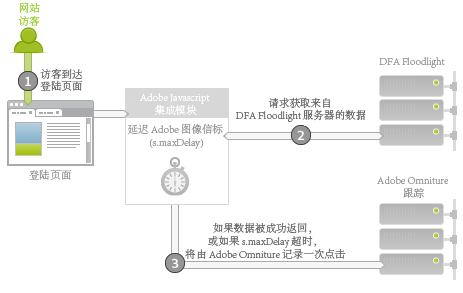 网站
访客
1
访客到达
登陆页面
登陆页面
Adobe Javascript
集成模块
延迟 Adobe 图像信标
(s.maxDelay)
请求获取来自
DFA Floodlight 服务器的数据
2
DFA Floodlight
Adobe Omniture
跟踪
如果数据被成功返回，
或如果 s.maxDelay 超时，
将由 Adobe Omniture 记录一次点击
3